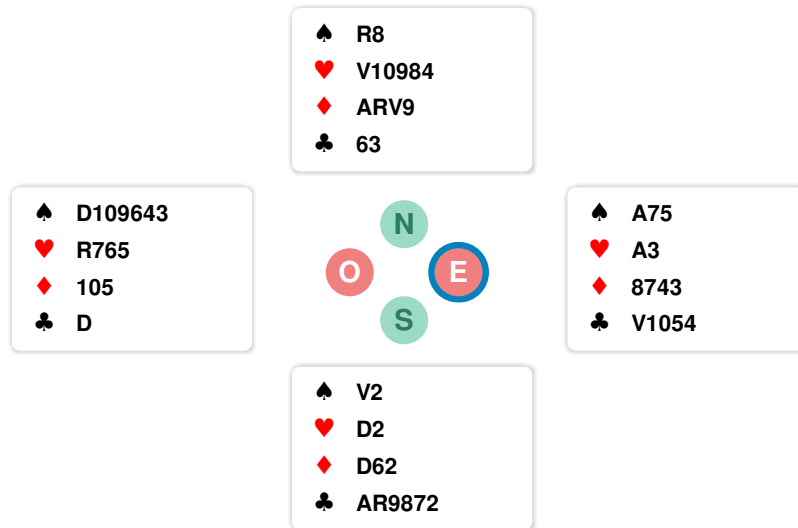 ♠ R8
♥ V10984
♦ ARV9
♣ 63
♠ D109643
♥ R765
♦ 105
♣ D
N
O
E
S
♠ A75
♥ A3
♦ 8743
♣ V1054
♠ V2
♥ D2
♦ D62
♣ AR9872